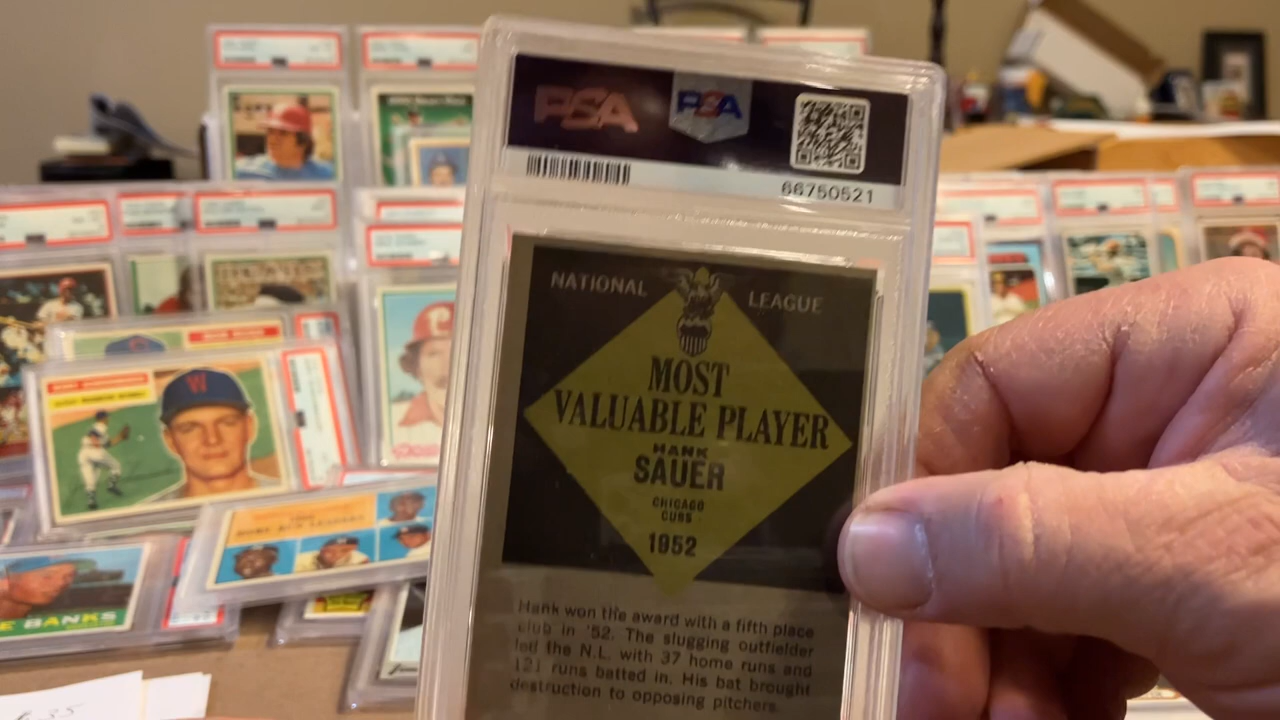 PSA
PSA
66750521
NATIONAL LEAGUE
MOST
VALUABLE PLAYER
HANK
SAUER
CHICAGO
CUBS
1952
Hank won the award with a fifth place
club in '52. The slugging outfielder
led the N.L. with 37 home runs and
121 runs batted in. His bat brought
destruction to opposing pitchers.
W
E BANKS